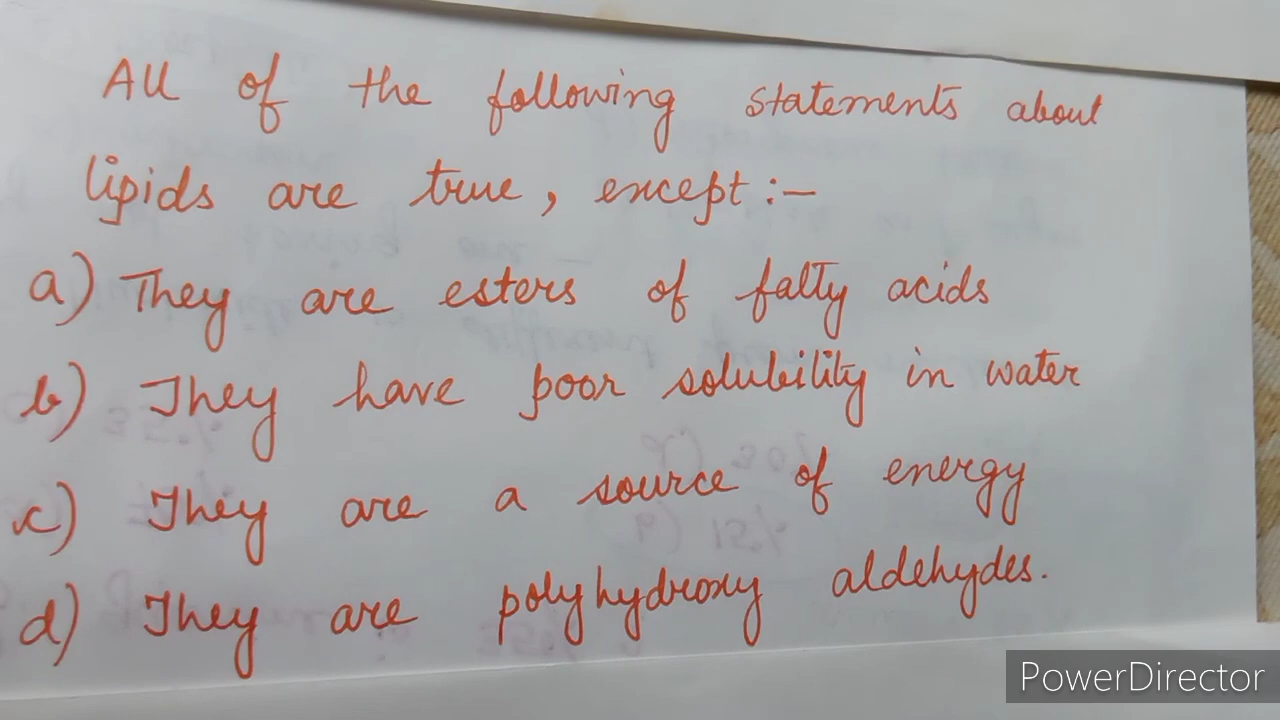 All of the following statements about
lipids are true, except :-
a) They are esters of fatty acids
b) They have poor solubility in water
c) They are a source of energy
d) They are polyhydroxy aldehydes.
PowerDirector